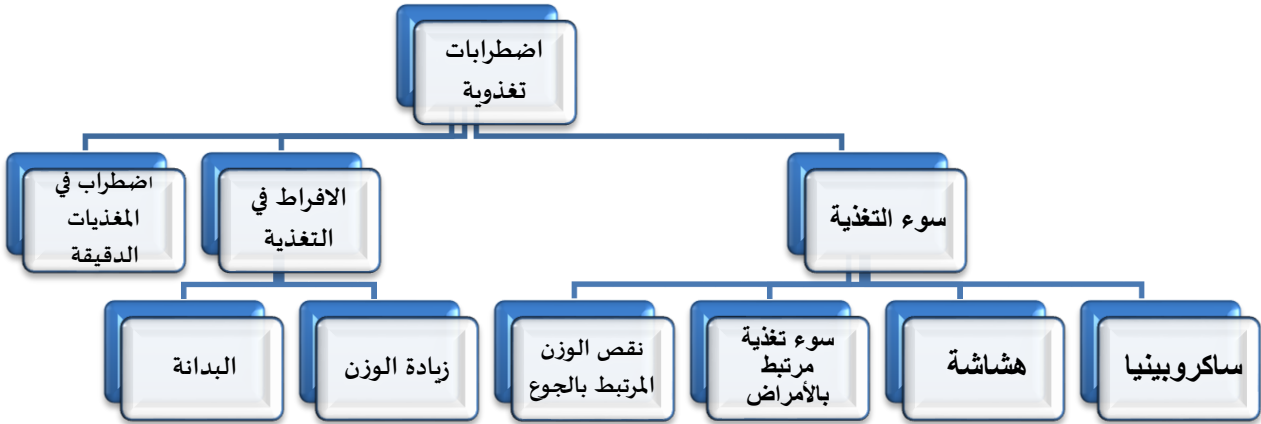 اضطرابات
تغذوية
سوء التغذية
الافراط في
التغذية
اضطراب في
المغذيات
الدقيقة
ساكروبينيا
هشاشة
سوء تغذية
مرتبط
بالأمراض
نقص الوزن
المرتبط بالجوع
زيادة الوزن
البدانة